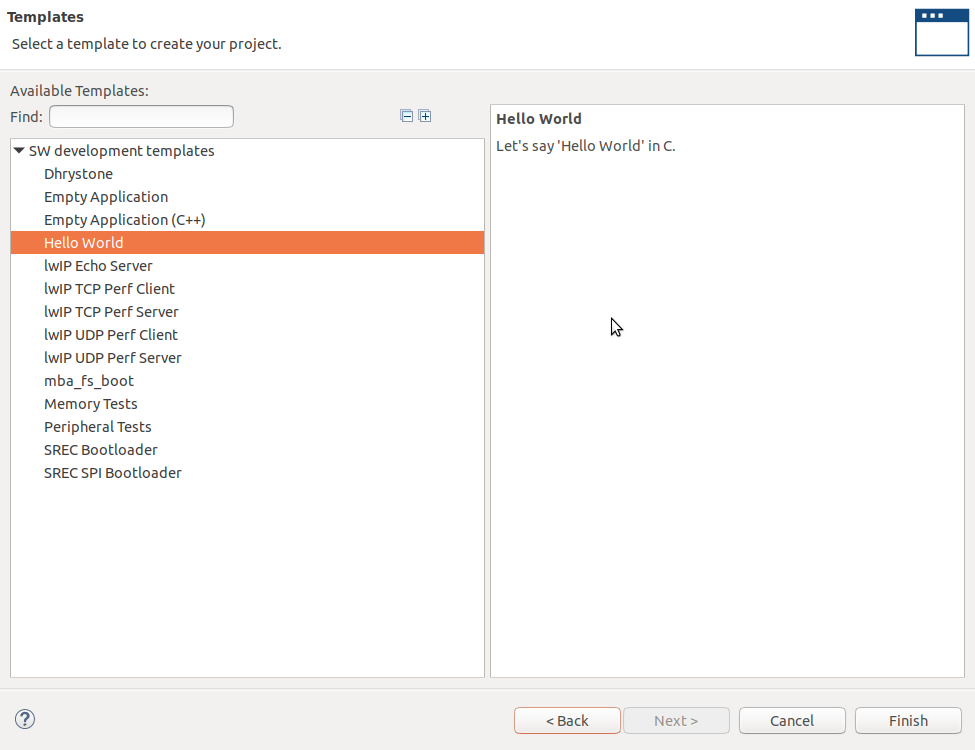 Templates
Select a template to create your project.
Available Templates:
Find:
SW development templates
Dhrystone
Empty Application
Empty Application (C++)
Hello World
lwIP Echo Server
lwIP TCP Perf Client
lwIP TCP Perf Server
lwIP UDP Perf Client
lwIP UDP Perf Server
mba_fs_boot
Memory Tests
Peripheral Tests
SREC Bootloader
SREC SPI Bootloader
Hello World
Let's say 'Hello World' in C.
?
< Back
Next >
Cancel
Finish